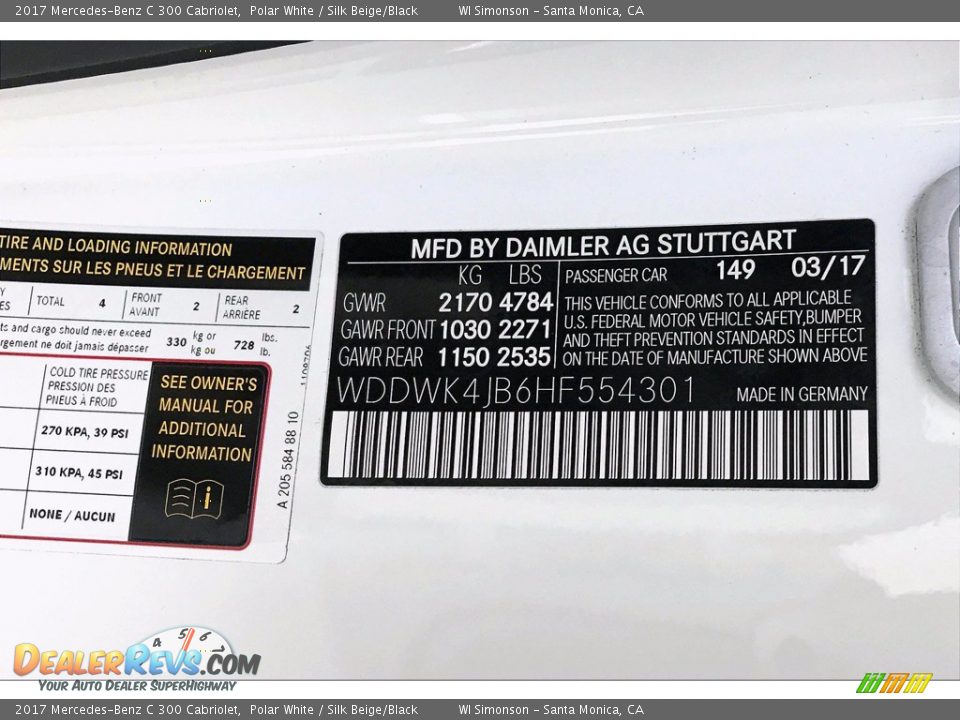 2017 Mercedes-Benz C 300 Cabriolet, Polar White / Silk Beige/Black WI Simonson - Santa Monica, CA
TIRE AND LOADING INFORMATION
MENTS SUR LES PNEUS ET LE CHARGEMENT
TOTAL 4 FRONT AVANT 2 REAR ARRIÈRE 2
ts and cargo should never exceed
rgement ne doit jamais dépasser
330 kg or kg ou 728 lbs. lb.
COLD TIRE PRESSURE
PRESSION DES
PNEUS À FROID
270 KPA, 39 PSI
310 KPA, 45 PSI
NONE / AUCUN
SEE OWNER'S
MANUAL FOR
ADDITIONAL
INFORMATION
i
A 205 584 88 10
MFD BY DAIMLER AG STUTTGART
KG LBS
GVWR 2170 4784
GAWR FRONT 1030 2271
GAWR REAR 1150 2535
PASSENGER CAR 149 03/17
THIS VEHICLE CONFORMS TO ALL APPLICABLE
U.S. FEDERAL MOTOR VEHICLE SAFETY,BUMPER
AND THEFT PREVENTION STANDARDS IN EFFECT
ON THE DATE OF MANUFACTURE SHOWN ABOVE
WDDWK4JB6HF554301
MADE IN GERMANY
4 5 6 7
DEALERREVS.COM
YOUR AUTO DEALER SUPERHIGHWAY
2017 Mercedes-Benz C 300 Cabriolet, Polar White / Silk Beige/Black WI Simonson - Santa Monica, CA